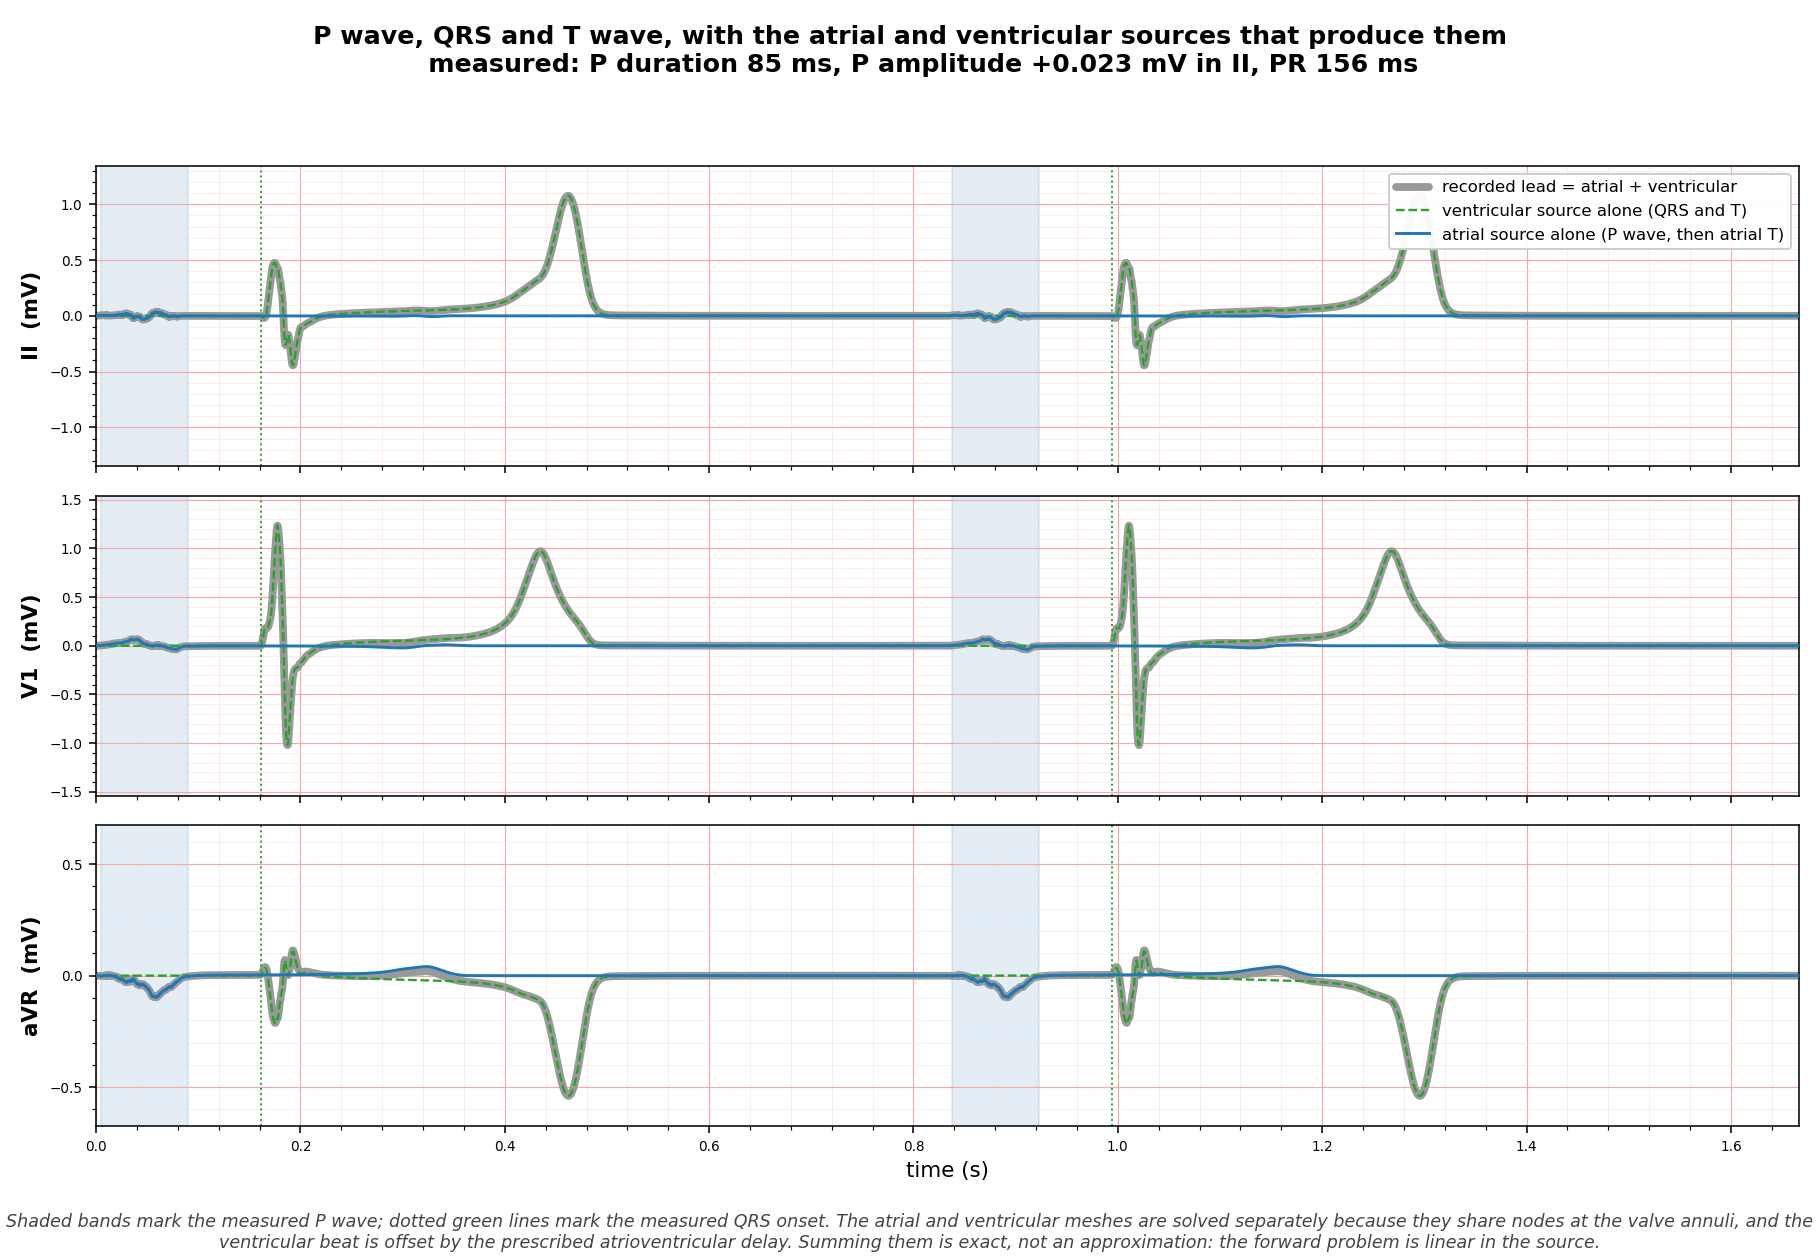 P wave, QRS and T wave, with the atrial and ventricular sources that produce them
measured: P duration 85 ms, P amplitude +0.023 mV in II, PR 156 ms
recorded lead = atrial + ventricular
ventricular source alone (QRS and T)
atrial source alone (P wave, then atrial T)
1.0
0.5
0.0
−0.5
−1.0
II (mV)
1.5
1.0
0.5
0.0
−0.5
−1.0
−1.5
V1 (mV)
0.5
0.0
−0.5
aVR (mV)
0.0 0.2 0.4 0.6 0.8 1.0 1.2 1.4 1.6
time (s)
Shaded bands mark the measured P wave; dotted green lines mark the measured QRS onset. The atrial and ventricular meshes are solved separately because they share nodes at the valve annuli, and the
ventricular beat is offset by the prescribed atrioventricular delay. Summing them is exact, not an approximation: the forward problem is linear in the source.